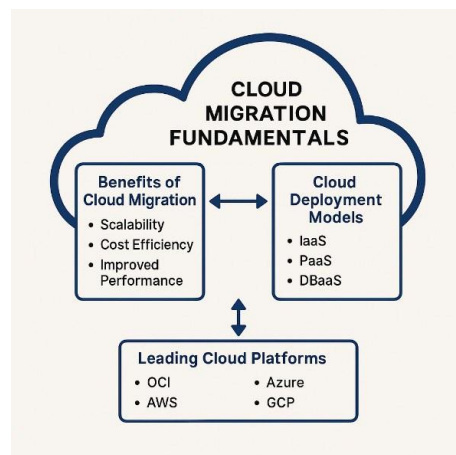 CLOUD
MIGRATION
FUNDAMENTALS
Benefits of
Cloud Migration
• Scalability
• Cost Efficiency
• Improved
Performance
Cloud
Deployment
Models
• IaaS
• PaaS
• DBaaS
Leading Cloud Platforms
• OCI
• AWS
• Azure
• GCP